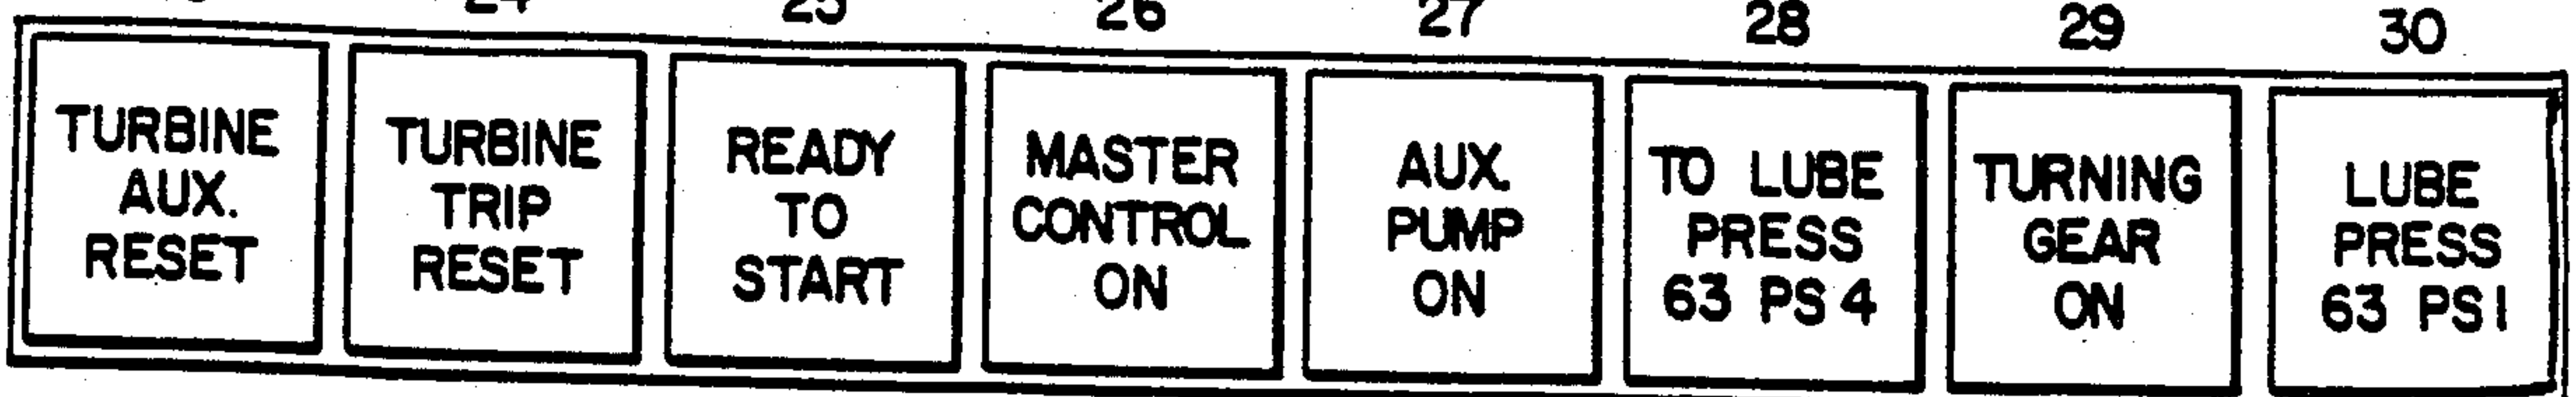 24 25 26 27 28 29 30
TURBINE
AUX.
RESET
TURBINE
TRIP
RESET
READY
TO
START
MASTER
CONTROL
ON
AUX.
PUMP
ON
TO LUBE
PRESS
63 PS 4
TURNING
GEAR
ON
LUBE
PRESS
63 PS1